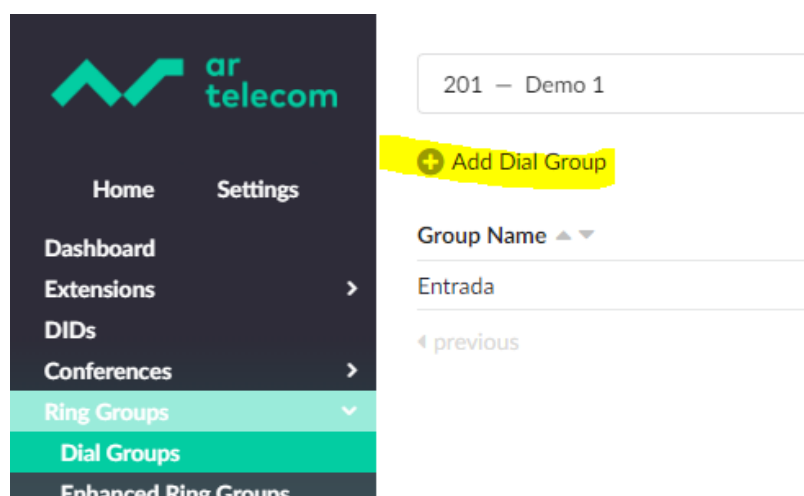 ar
telecom
Home Settings
Dashboard
Extensions
DIDs
Conferences
Ring Groups
Dial Groups
Enhanced Ring Groups
201 — Demo 1
Add Dial Group
Group Name
Entrada
previous